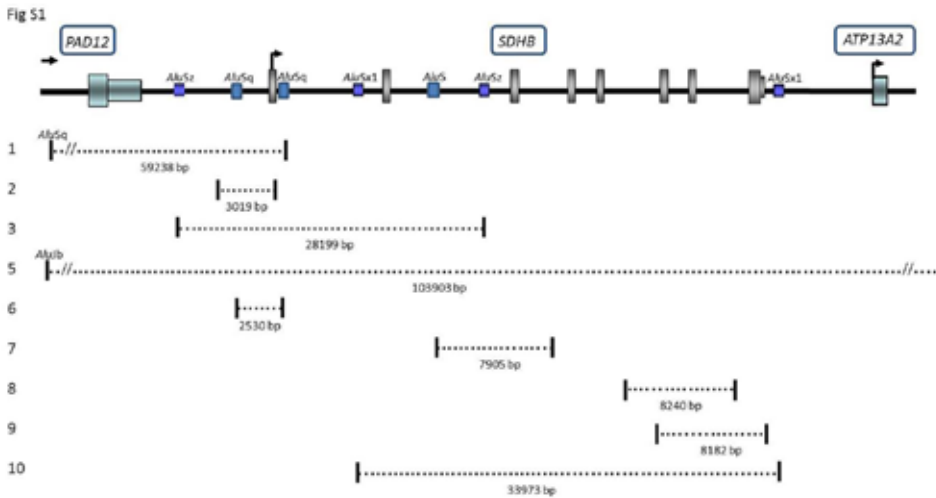 Fig S1
PAD12 SDHB ATP13A2
AluSz AluSq AluSq AluSx1 AluS AluSz AluSx1
AluSq
1
59238 bp
2
3019 bp
3
28199 bp
AluJb
5
103903 bp
6
2530 bp
7
7905 bp
8
8240 bp
9
8182 bp
10
33973 bp